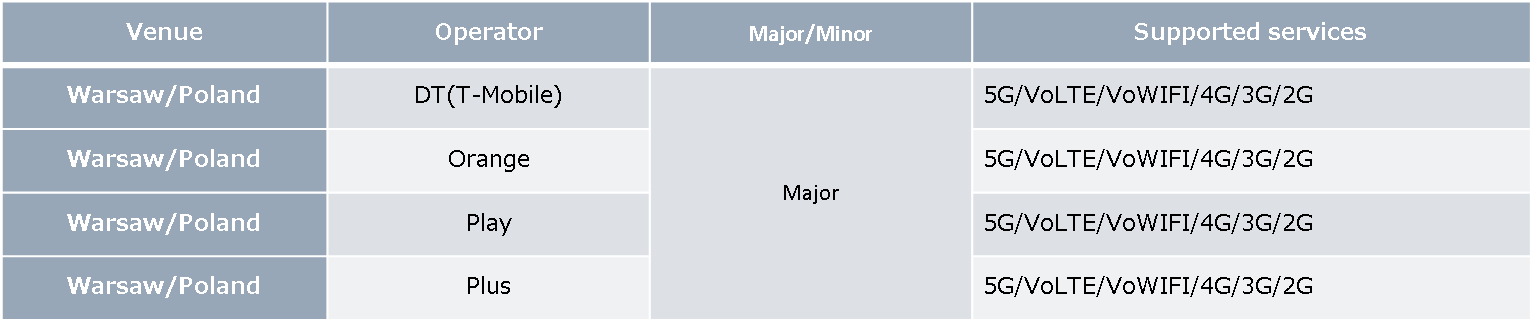 Venue Operator Major/Minor Supported services
Warsaw/Poland DT(T-Mobile) 5G/VoLTE/VoWIFI/4G/3G/2G
Warsaw/Poland Orange 5G/VoLTE/VoWIFI/4G/3G/2G
Major
Warsaw/Poland Play 5G/VoLTE/VoWIFI/4G/3G/2G
Warsaw/Poland Plus 5G/VoLTE/VoWIFI/4G/3G/2G